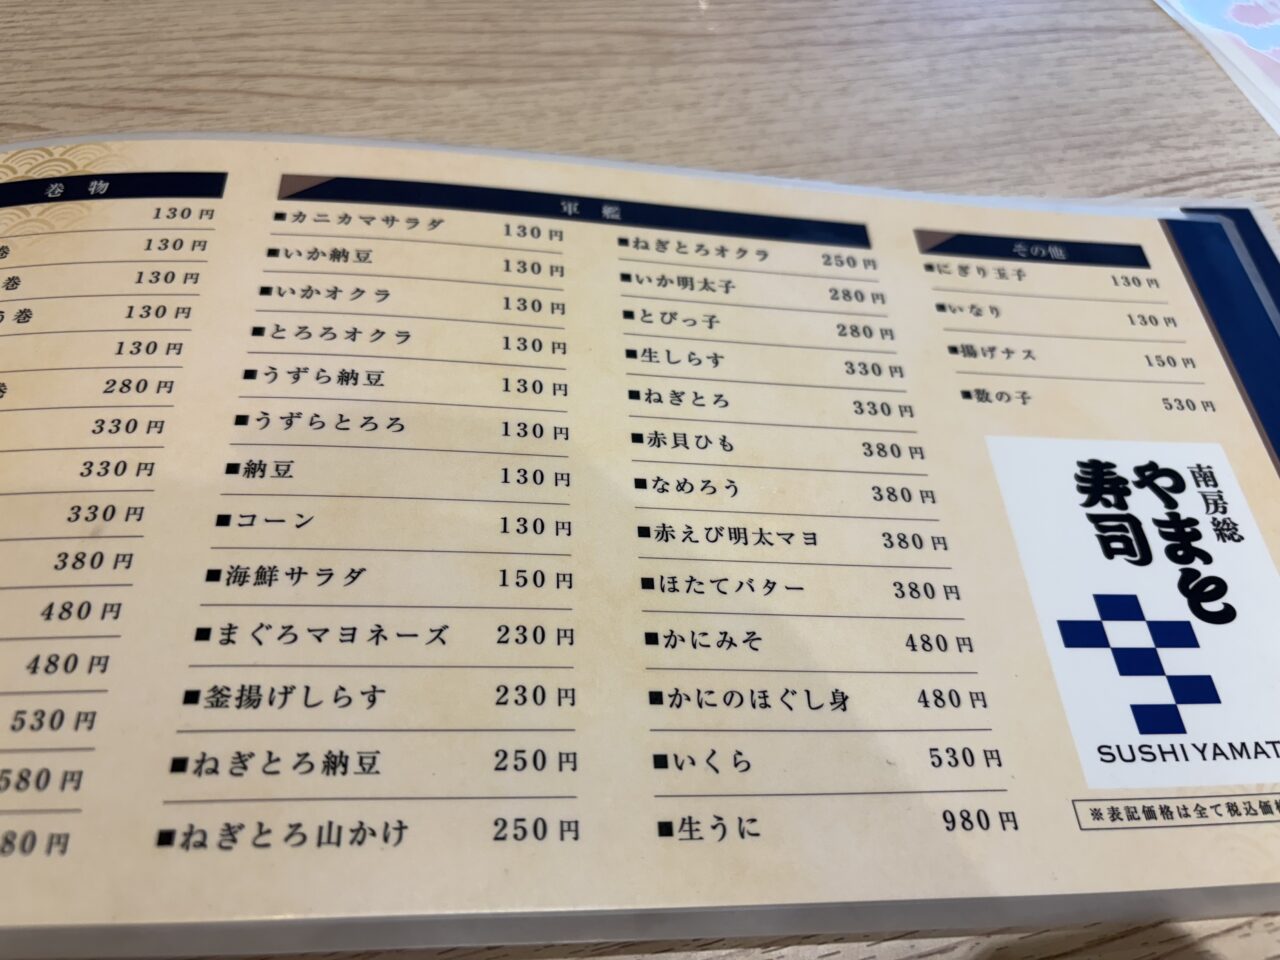 巻物
130円
巻 130円
巻 130円
巻 130円
130円
巻 280円
330円
330円
330円
380円
480円
480円
530円
580円
80円
軍艦
■カニカマサラダ 130円
■いか納豆 130円
■いかオクラ 130円
■とろろオクラ 130円
■うずら納豆 130円
■うずらとろろ 130円
■納豆 130円
■コーン 130円
■海鮮サラダ 150円
■まぐろマヨネーズ 230円
■釜揚げしらす 230円
■ねぎとろ納豆 250円
■ねぎとろ山かけ 250円
■ねぎとろオクラ 250円
■いか明太子 280円
■とびっ子 280円
■生しらす 330円
■ねぎとろ 330円
■赤貝ひも 380円
■なめろう 380円
■赤えび明太マヨ 380円
■ほたてバター 380円
■かにみそ 480円
■かにのほぐし身 480円
■いくら 530円
■生うに 980円
その他
■にぎり玉子 130円
■いなり 130円
■揚げナス 150円
■数の子 530円
南房総
やまと
寿司
SUSHI YAMAT
※表記価格は全て税込価格